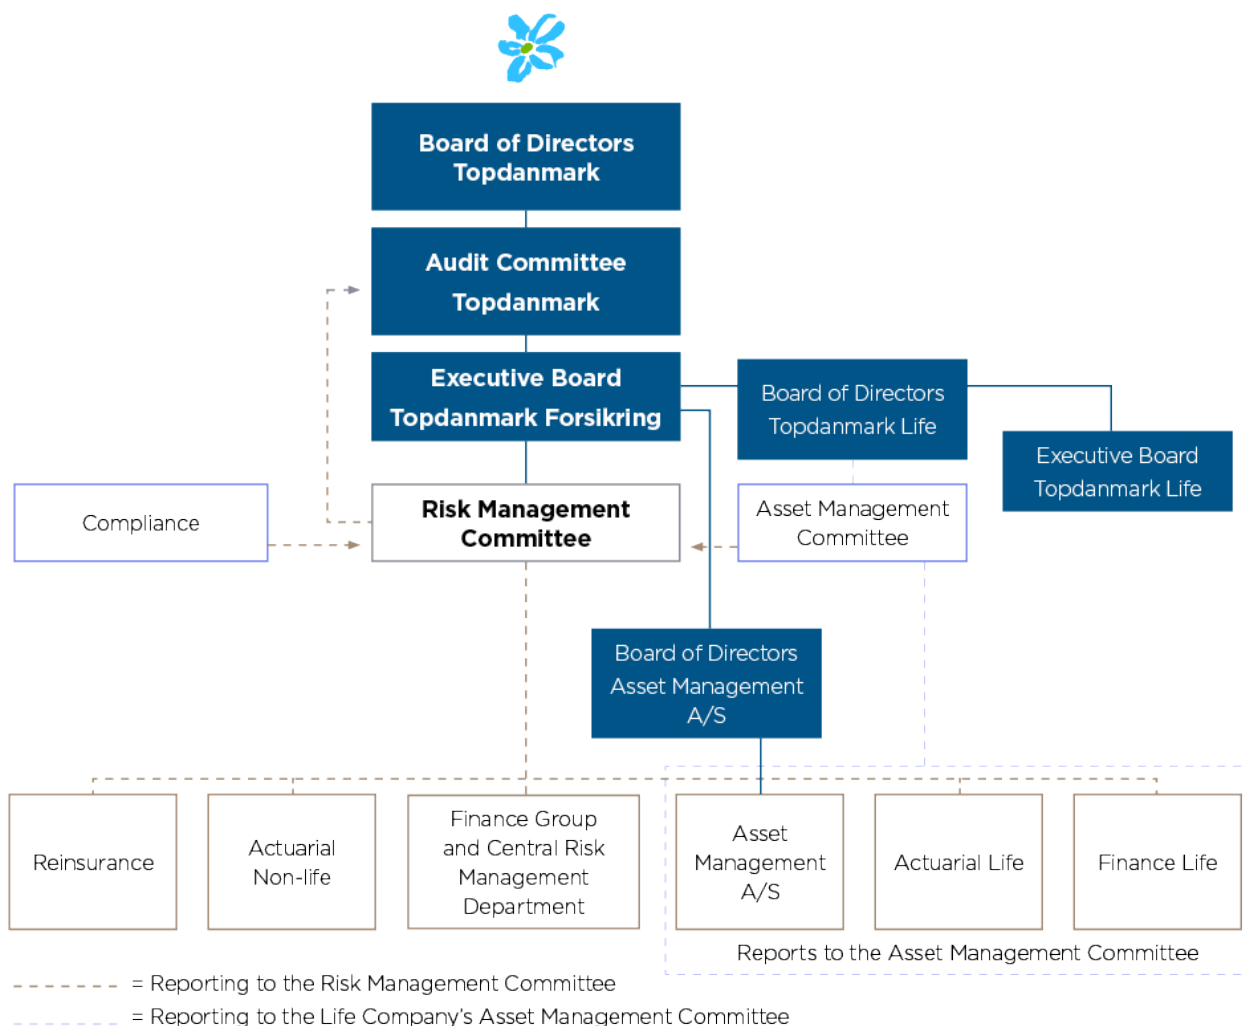 Board of Directors
Topdanmark
Audit Committee
Topdanmark
Executive Board
Topdanmark Forsikring
Board of Directors
Topdanmark Life
Executive Board
Topdanmark Life
Compliance
Risk Management
Committee
Asset Management
Committee
Board of Directors
Asset Management
A/S
Reinsurance
Actuarial
Non-life
Finance Group
and Central Risk
Management
Department
Asset
Management
A/S
Actuarial Life
Finance Life
Reports to the Asset Management Committee
= Reporting to the Risk Management Committee
= Reporting to the Life Company's Asset Management Committee